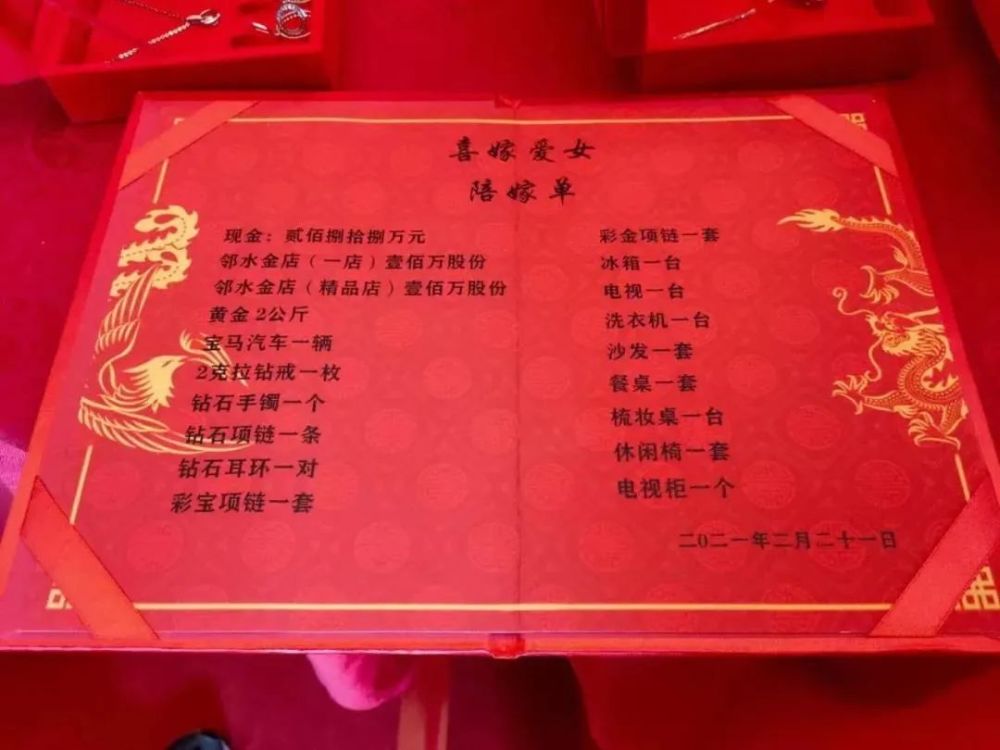 喜嫁爱女
陪嫁单
现金：贰佰捌拾捌万元
邻水金店（一店）壹佰万股份
邻水金店（精品店）壹佰万股份
黄金2公斤
宝马汽车一辆
2克拉钻戒一枚
钻石手镯一个
钻石项链一条
钻石耳环一对
彩宝项链一套
彩金项链一套
冰箱一台
电视一台
洗衣机一台
沙发一套
餐桌一套
梳妆桌一台
休闲椅一套
电视柜一个
二〇二一年二月二十一日